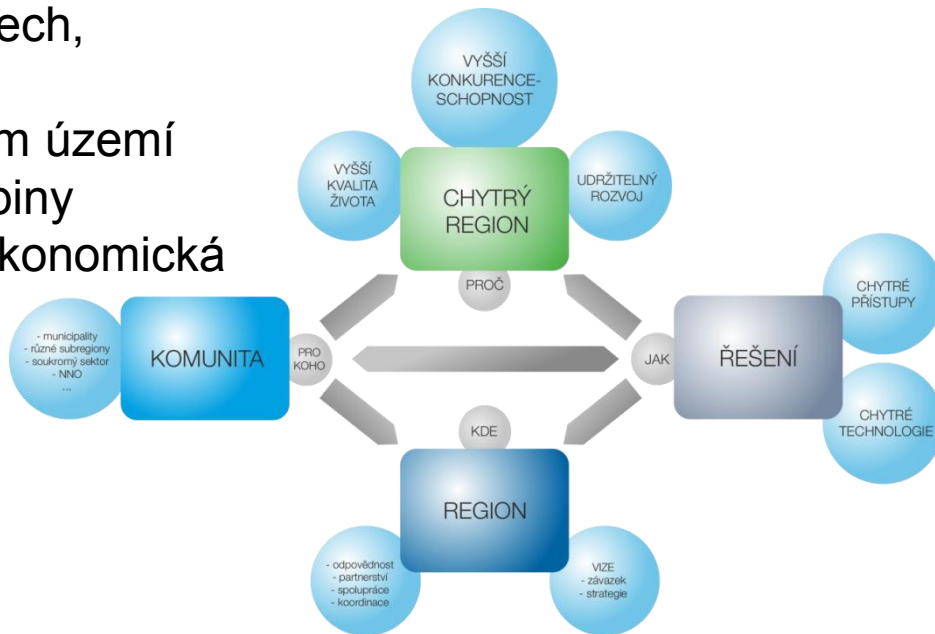 ech,
m území
piny
konomická
VYŠŠÍ
KONKURENCE-
SCHOPNOST
VYŠŠÍ
KVALITA
ŽIVOTA
CHYTRÝ
REGION
UDRŽITELNÝ
ROZVOJ
PROČ
- municipality
- různé subregiony
- soukromý sektor
- NNO
...
KOMUNITA
PRO
KOHO
JAK
ŘEŠENÍ
CHYTRÉ
PŘÍSTUPY
CHYTRÉ
TECHNOLOGIE
KDE
REGION
- odpovědnost
- partnerství
- spolupráce
- koordinace
VIZE
- závazek
- strategie